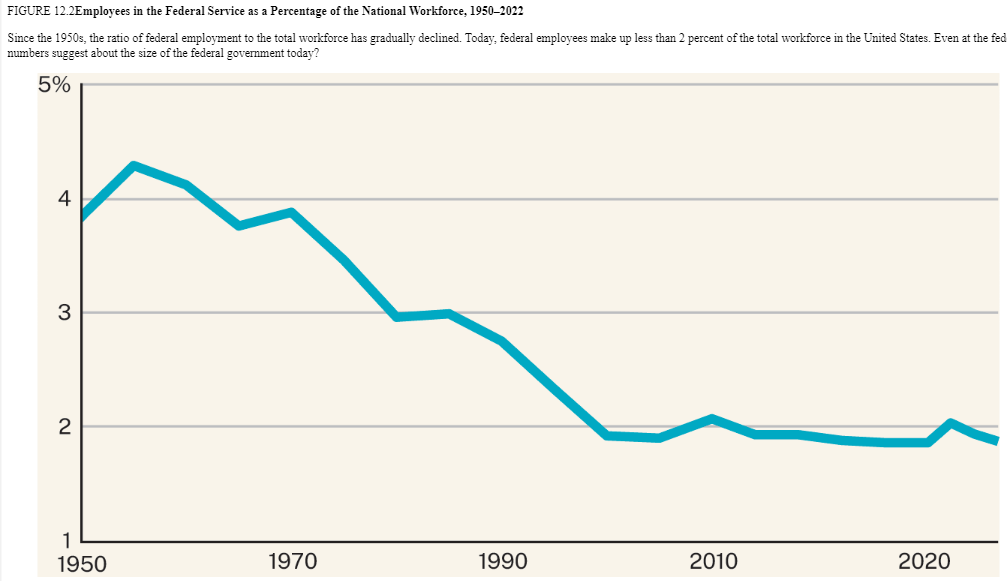 FIGURE 12.2Employees in the Federal Service as a Percentage of the National Workforce, 1950–2022
Since the 1950s, the ratio of federal employment to the total workforce has gradually declined. Today, federal employees make up less than 2 percent of the total workforce in the United States. Even at the fed
numbers suggest about the size of the federal government today?
5%
4
3
2
1
1950 1970 1990 2010 2020